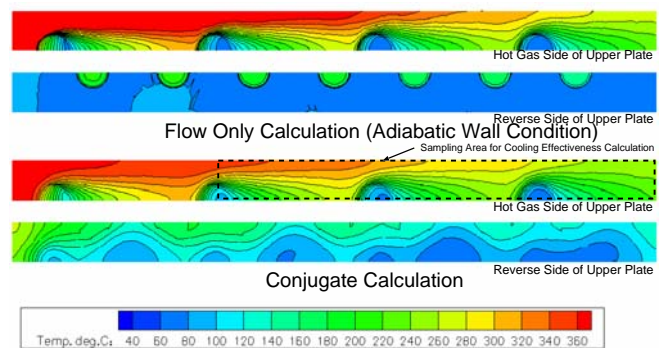 Hot Gas Side of Upper Plate
Reverse Side of Upper Plate
Flow Only Calculation (Adiabatic Wall Condition)
Sampling Area for Cooling Effectiveness Calculation
Hot Gas Side of Upper Plate
Reverse Side of Upper Plate
Conjugate Calculation
Temp. deg.C: 40 60 80 100 120 140 160 180 200 220 240 260 280 300 320 340 360